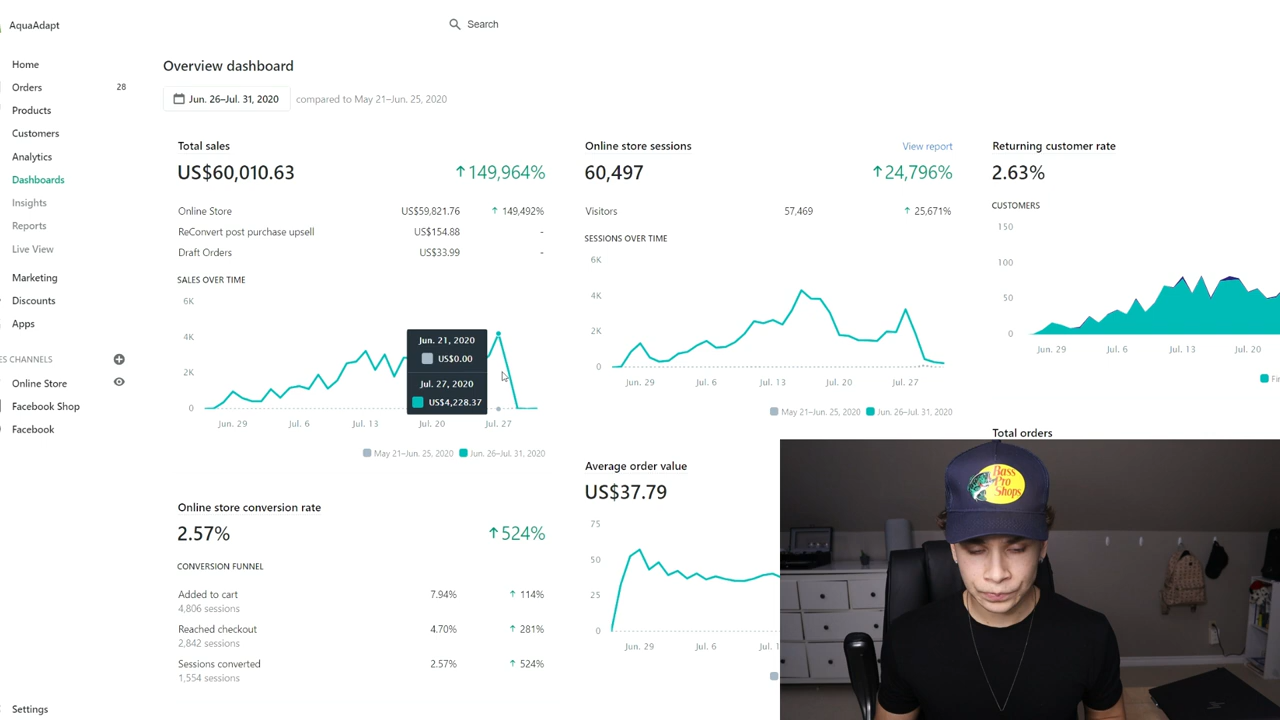 AquaAdapt
Search
Home
Orders 28
Products
Customers
Analytics
Dashboards
Insights
Reports
Live View
Marketing
Discounts
Apps
ES CHANNELS
Online Store
Facebook Shop
Facebook
Settings
Overview dashboard
Jun. 26–Jul. 31, 2020 compared to May 21–Jun. 25, 2020
Total sales
US$60,010.63 149,964%
Online Store US$59,821.76 149,492%
ReConvert post purchase upsell US$154.88 -
Draft Orders US$33.99 -
SALES OVER TIME
6K
4K
2K
0
Jun. 21, 2020
US$0.00
Jul. 27, 2020
US$4,228.37
Jun. 29 Jul. 6 Jul. 13 Jul. 20 Jul. 27
May 21–Jun. 25, 2020 Jun. 26–Jul. 31, 2020
Online store conversion rate
2.57% 524%
CONVERSION FUNNEL
Added to cart 7.94% 114%
4,806 sessions
Reached checkout 4.70% 281%
2,842 sessions
Sessions converted 2.57% 524%
1,554 sessions
Online store sessions View report
60,497 24,796%
Visitors 57,469 25,671%
SESSIONS OVER TIME
6K
4K
2K
0
Jun. 29 Jul. 6 Jul. 13 Jul. 20 Jul. 27
May 21–Jun. 25, 2020 Jun. 26–Jul. 31, 2020
Average order value
US$37.79
75
50
25
0
Jun. 29 Jul. 6 Jul. 1
Returning customer rate
2.63%
CUSTOMERS
150
100
50
0
Jun. 29 Jul. 6 Jul. 13 Jul. 20
Fir
Total orders
Bass
Pro
Shops